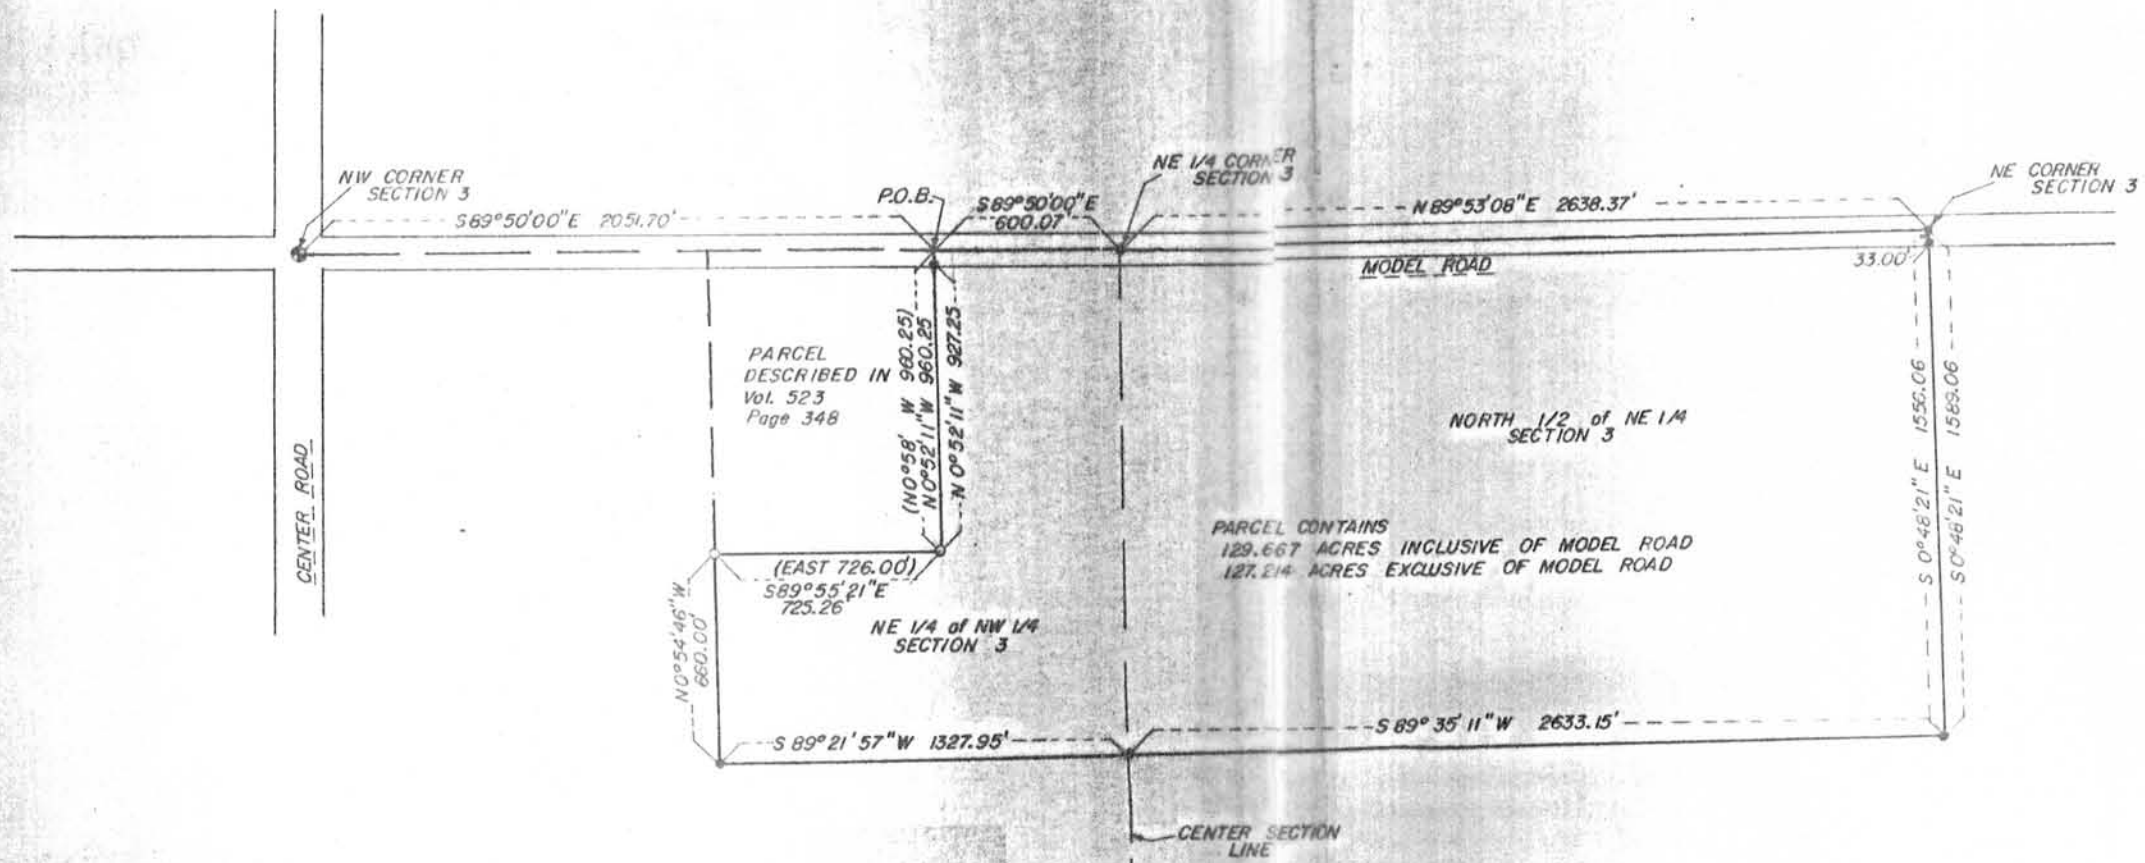 NW CORNER
SECTION 3
S89°50'00"E 2051.70'
P.O.B.
S89°50'00"E
600.07'
NE 1/4 CORNER
SECTION 3
N89°53'08"E 2638.37'
NE CORNER
SECTION 3
33.00'
MODEL ROAD
PARCEL
DESCRIBED IN
Vol. 523
Page 348
(N0°58' W 960.25)
N0°52'11"W 960.25
N0°52'11"W 927.25
CENTER ROAD
NORTH 1/2 of NE 1/4
SECTION 3
S 0°48'21" E 1556.06
S0°48'21" E 1589.06
PARCEL CONTAINS
129.667 ACRES INCLUSIVE OF MODEL ROAD
127.214 ACRES EXCLUSIVE OF MODEL ROAD
(EAST 726.00')
S89°55'21"E
725.26
N0°54'46"W
660.00'
NE 1/4 of NW 1/4
SECTION 3
S 89°21'57"W 1327.95'
S 89°35'11"W 2633.15'
CENTER SECTION
LINE